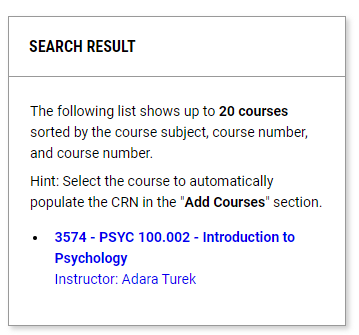 SEARCH RESULT
The following list shows up to 20 courses
sorted by the course subject, course number,
and course number.
Hint: Select the course to automatically
populate the CRN in the "Add Courses" section.
• 3574 - PSYC 100.002 - Introduction to
Psychology
Instructor: Adara Turek